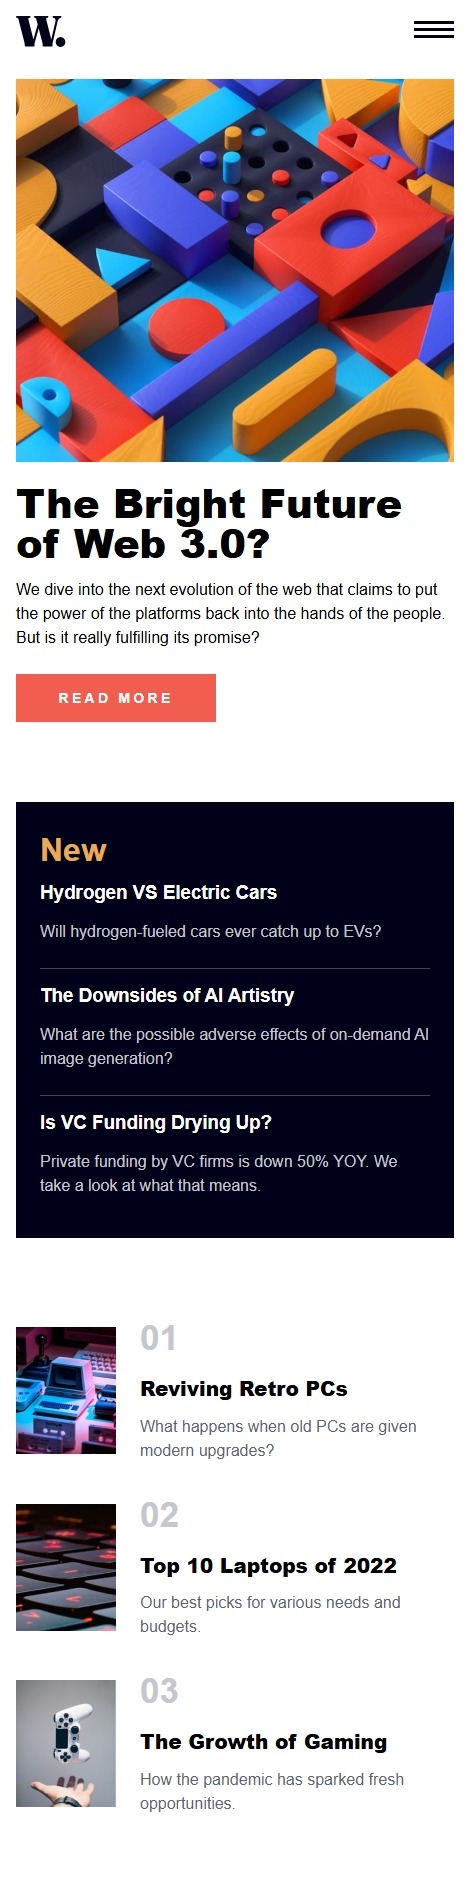 W.
The Bright Future
of Web 3.0?
We dive into the next evolution of the web that claims to put
the power of the platforms back into the hands of the people.
But is it really fulfilling its promise?
READ MORE
New
Hydrogen VS Electric Cars
Will hydrogen-fueled cars ever catch up to EVs?
The Downsides of AI Artistry
What are the possible adverse effects of on-demand AI
image generation?
Is VC Funding Drying Up?
Private funding by VC firms is down 50% YOY. We
take a look at what that means.
01
Reviving Retro PCs
What happens when old PCs are given
modern upgrades?
02
Top 10 Laptops of 2022
Our best picks for various needs and
budgets.
03
The Growth of Gaming
How the pandemic has sparked fresh
opportunities.